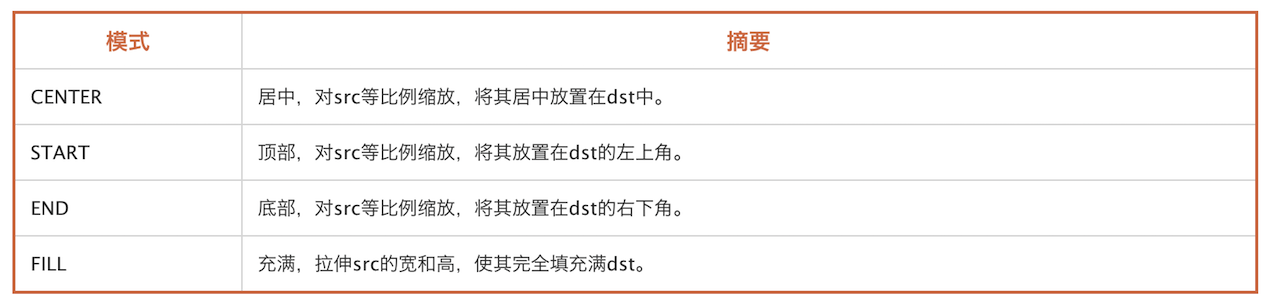 模式 摘要
CENTER 居中，对src等比例缩放，将其居中放置在dst中。
START 顶部，对src等比例缩放，将其放置在dst的左上角。
END 底部，对src等比例缩放，将其放置在dst的右下角。
FILL 充满，拉伸src的宽和高，使其完全填充满dst。